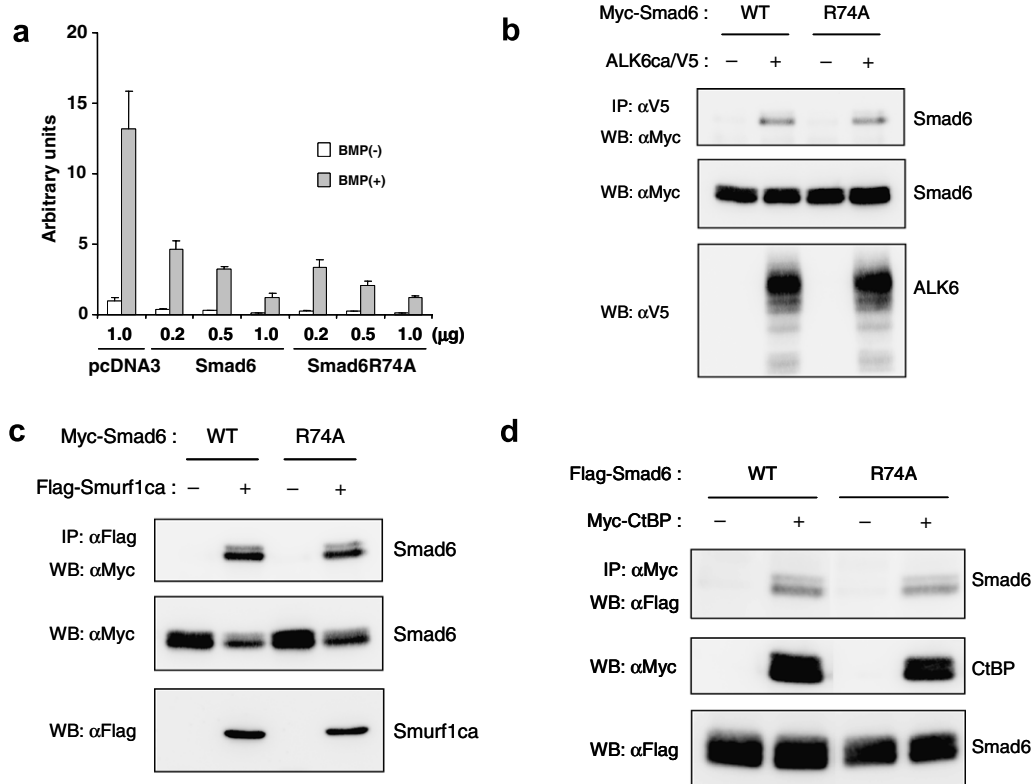 a
20
15
10
5
0
Arbitrary units
BMP(-)
BMP(+)
1.0 0.2 0.5 1.0 0.2 0.5 1.0 (μg)
pcDNA3 Smad6 Smad6R74A
b
Myc-Smad6 : WT R74A
ALK6ca/V5 : − + − +
IP: αV5
WB: αMyc
Smad6
WB: αMyc Smad6
WB: αV5 ALK6
c
Myc-Smad6 : WT R74A
Flag-Smurf1ca : − + − +
IP: αFlag
WB: αMyc
Smad6
WB: αMyc Smad6
WB: αFlag Smurf1ca
d
Flag-Smad6 : WT R74A
Myc-CtBP : − + − +
IP: αMyc
WB: αFlag
Smad6
WB: αMyc CtBP
WB: αFlag Smad6